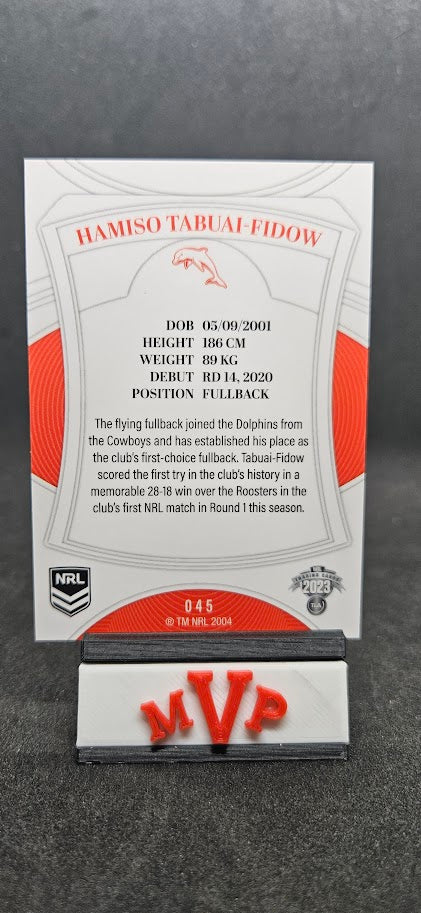 HAMISO TABUAI-FIDOW
DOB 05/09/2001
HEIGHT 186 CM
WEIGHT 89 KG
DEBUT RD 14, 2020
POSITION FULLBACK
The flying fullback joined the Dolphins from
the Cowboys and has established his place as
the club's first-choice fullback. Tabuai-Fidow
scored the first try in the club's history in a
memorable 28-18 win over the Roosters in the
club's first NRL match in Round 1 this season.
NRL
TRADING CARDS
2023
TLA
045
© TM NRL 2004
MVP